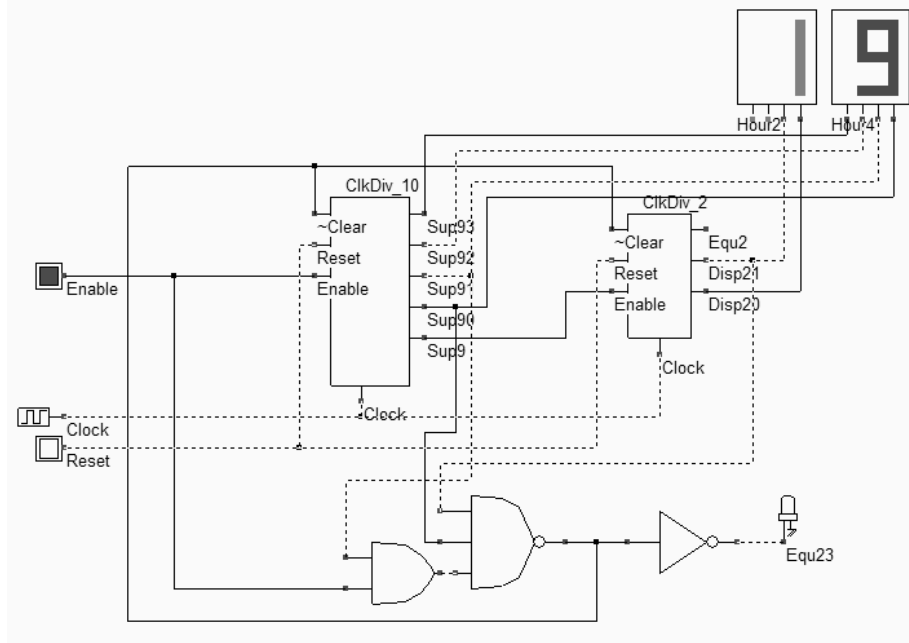 Hour2
Hour4
ClkDiv_10
ClkDiv_2
~Clear
Sup93
Reset
Sup92
Enable
Sup91
Sup90
Sup9
~Clear
Equ2
Reset
Disp21
Enable
Disp20
Enable
Clock
Clock
Clock
Reset
Equ23